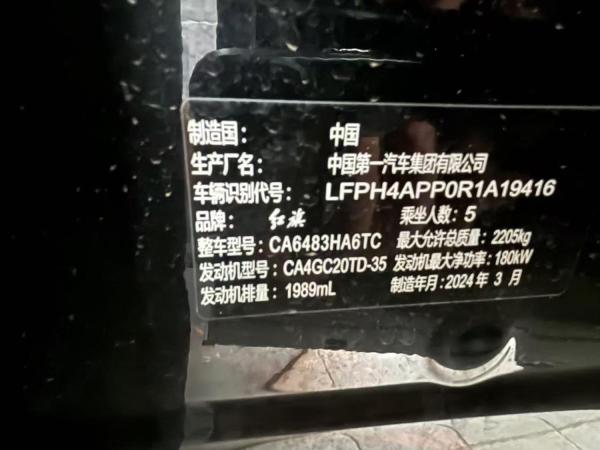 制造国： 中国
生产厂名： 中国第一汽车集团有限公司
车辆识别代号： LFPH4APP0R1A19416
品牌： 红旗 乘坐人数：5
整车型号：CA6483HA6TC 最大允许总质量：2205kg
发动机型号：CA4GC20TD-35 发动机最大净功率：180kW
发动机排量：1989mL 制造年月：2024年 3 月